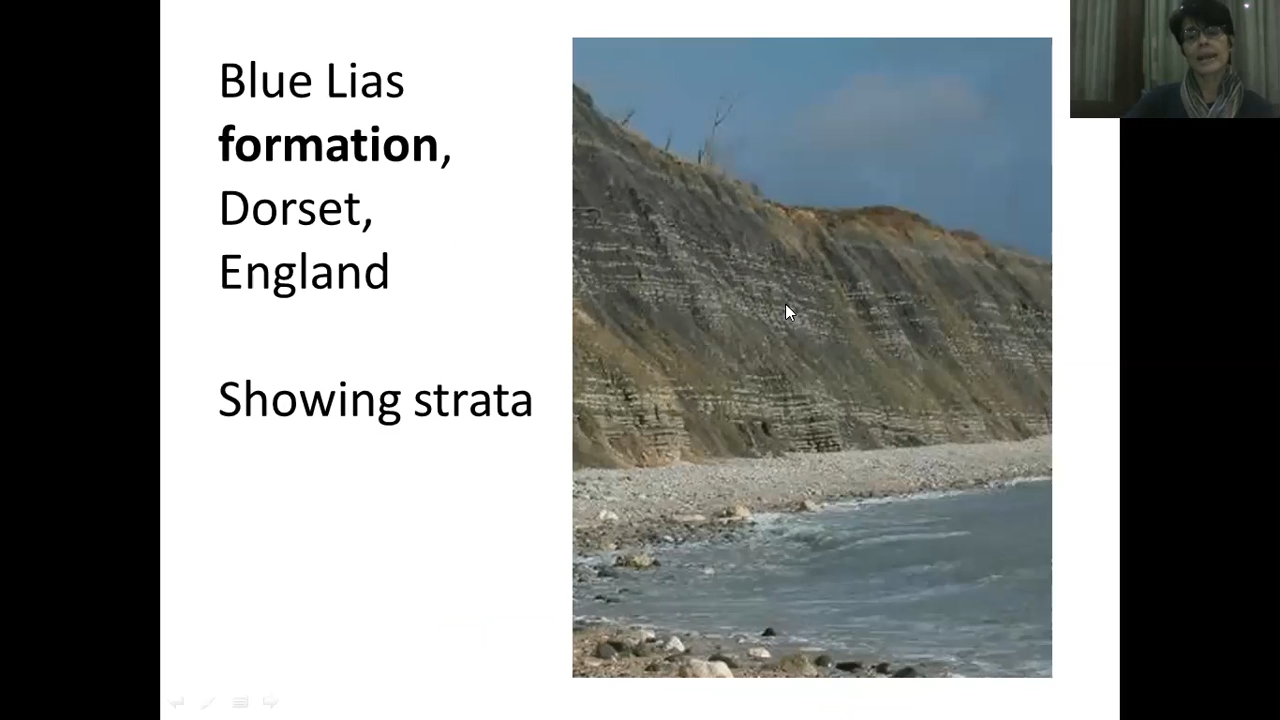 Blue Lias
formation,
Dorset,
England
Showing strata